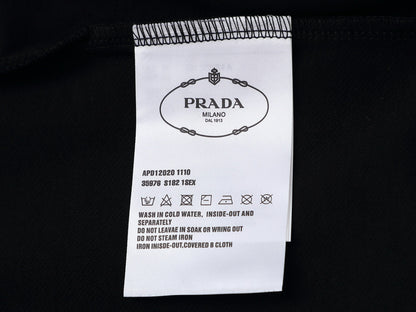 PRADA
MILANO
DAL 1913
APD12020 1110
35976 S182 1SEX
WASH IN COLD WATER, INSIDE-OUT AND
SEPARATELY
DO NOT LEAVAE IN SOAK OR WRING OUT
DO NOT STEAM IRON
IRON INISDE-OUT,COVERED B CLOTH